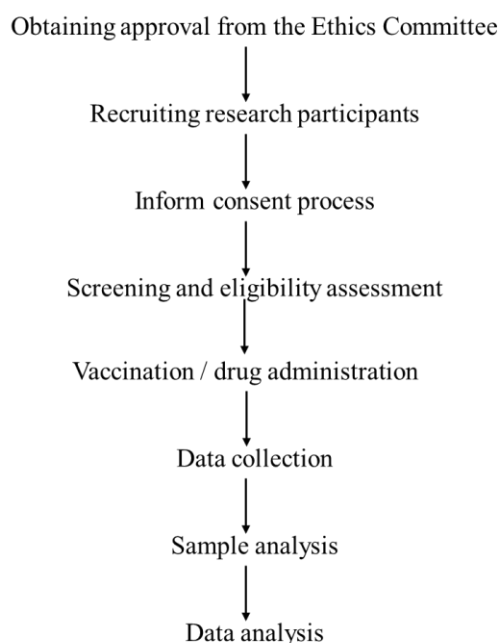 Obtaining approval from the Ethics Committee
Recruiting research participants
Inform consent process
Screening and eligibility assessment
Vaccination / drug administration
Data collection
Sample analysis
Data analysis